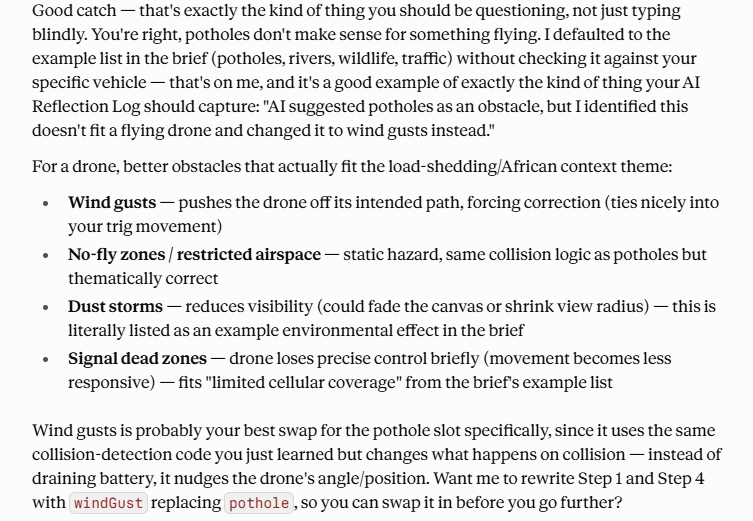 Good catch — that's exactly the kind of thing you should be questioning, not just typing
blindly. You're right, potholes don't make sense for something flying. I defaulted to the
example list in the brief (potholes, rivers, wildlife, traffic) without checking it against your
specific vehicle — that's on me, and it's a good example of exactly the kind of thing your AI
Reflection Log should capture: "AI suggested potholes as an obstacle, but I identified this
doesn't fit a flying drone and changed it to wind gusts instead."
For a drone, better obstacles that actually fit the load-shedding/African context theme:
• Wind gusts — pushes the drone off its intended path, forcing correction (ties nicely into
your trig movement)
• No-fly zones / restricted airspace — static hazard, same collision logic as potholes but
thematically correct
• Dust storms — reduces visibility (could fade the canvas or shrink view radius) — this is
literally listed as an example environmental effect in the brief
• Signal dead zones — drone loses precise control briefly (movement becomes less
responsive) — fits "limited cellular coverage" from the brief's example list
Wind gusts is probably your best swap for the pothole slot specifically, since it uses the same
collision-detection code you just learned but changes what happens on collision — instead of
draining battery, it nudges the drone's angle/position. Want me to rewrite Step 1 and Step 4
with windGust replacing pothole, so you can swap it in before you go further?